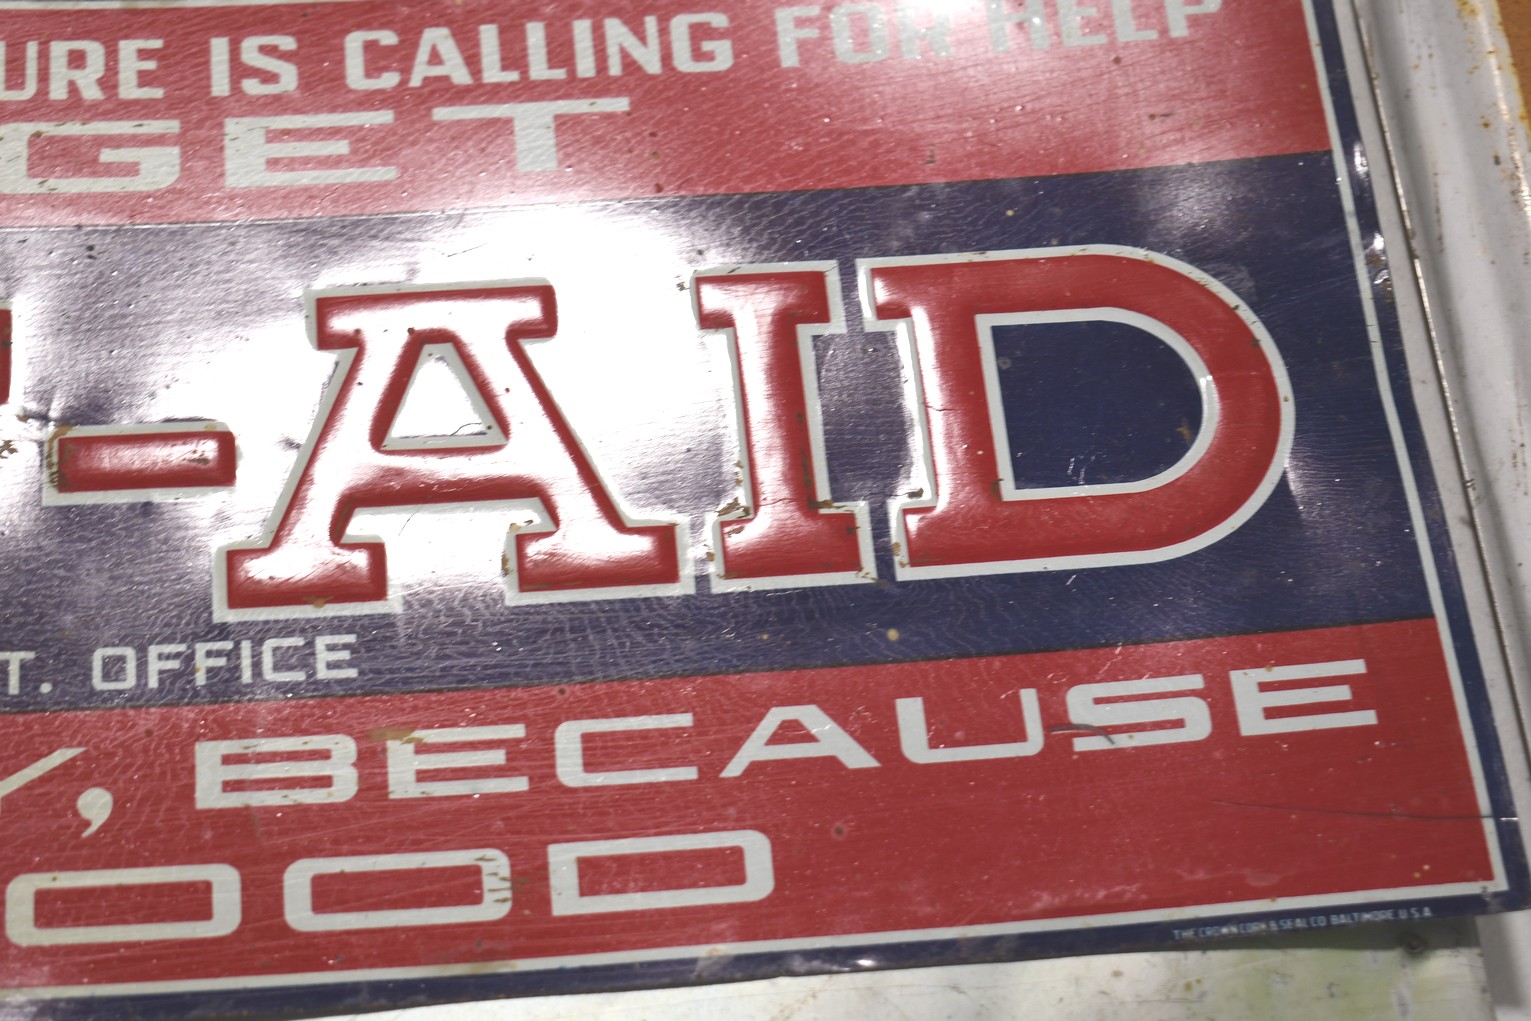 URE IS CALLING FOR HELP
GET
-AID
T. OFFICE
Y, BECAUSE
OOD
THE CROWN CORK & SEAL CO. BALTIMORE, U.S.A.